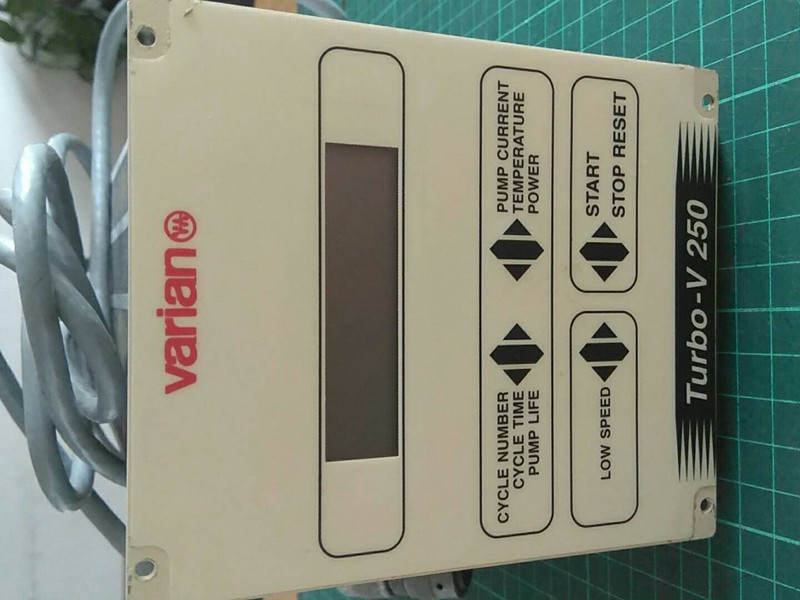 varian
CYCLE NUMBER
CYCLE TIME
PUMP LIFE
PUMP CURRENT
TEMPERATURE
POWER
LOW SPEED
START
STOP RESET
Turbo-V 250